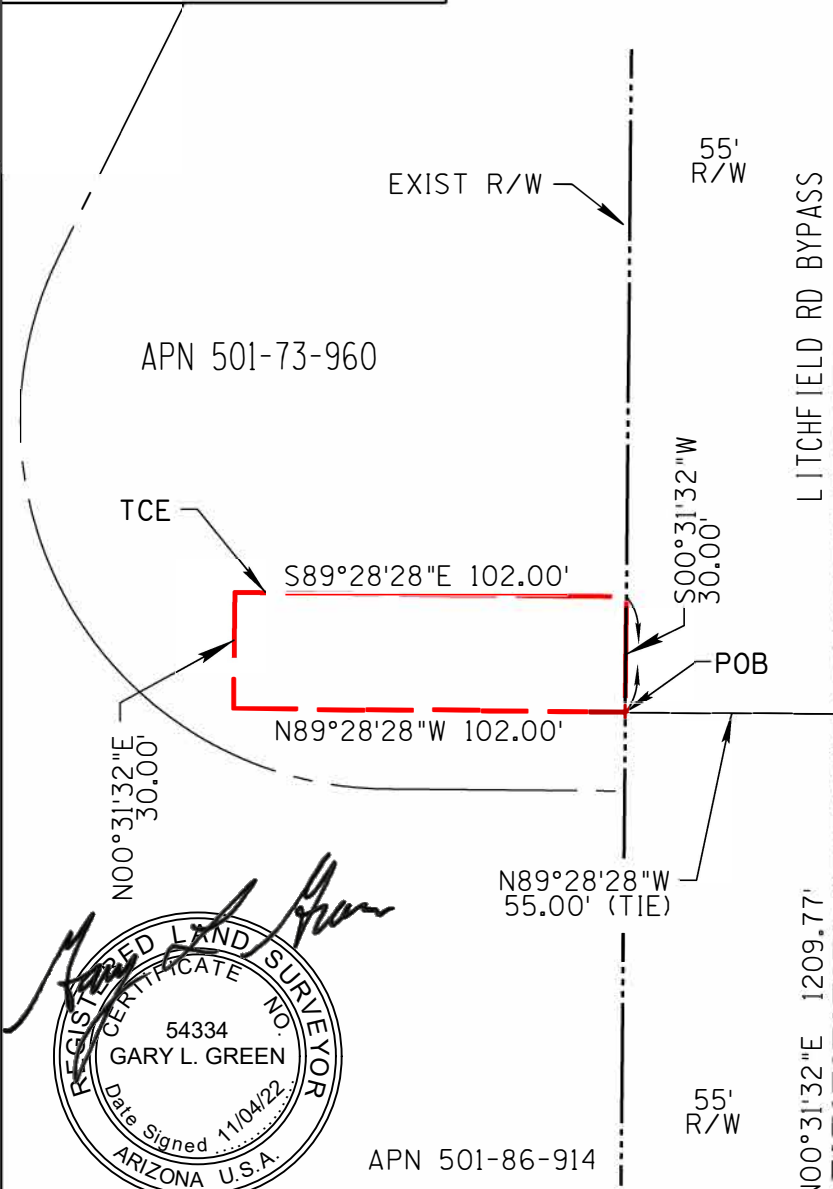 55'
R/W
EXIST R/W
LITCHFIELD RD BYPASS
APN 501-73-960
TCE
S89°28'28"E 102.00'
S00°31'32"W
30.00'
POB
N89°28'28"W 102.00'
N00°31'32"E
30.00'
N89°28'28"W
55.00' (TIE)
N00°31'32"E 1209.77'
REGISTERED LAND SURVEYOR
CERTIFICATE NO.
54334
GARY L. GREEN
Date Signed 11/04/22
ARIZONA U.S.A.
Gary L Green
55'
R/W
APN 501-86-914